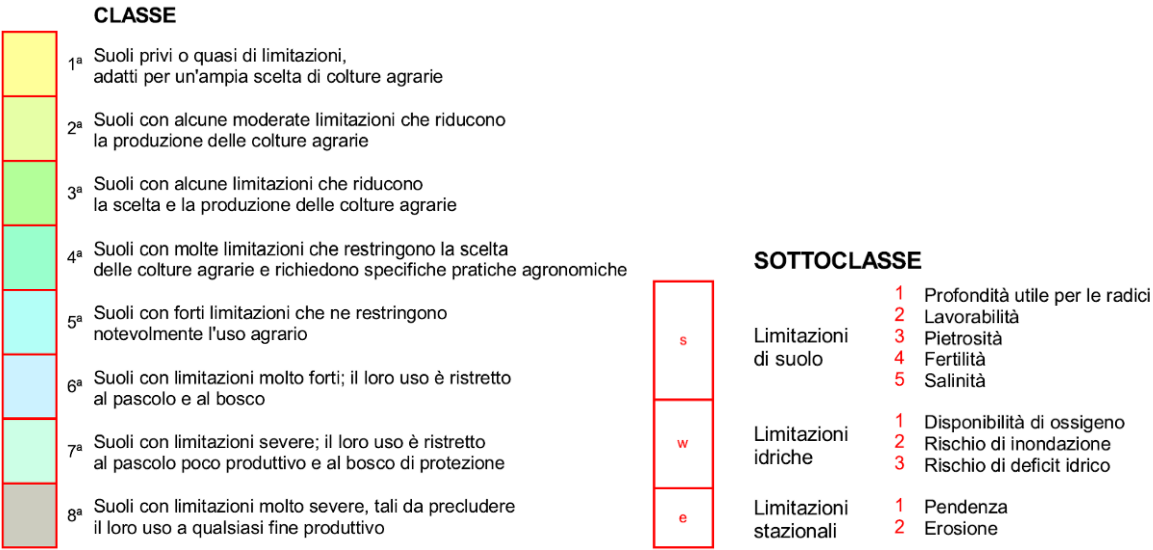 CLASSE
1ª Suoli privi o quasi di limitazioni,
adatti per un'ampia scelta di colture agrarie
2ª Suoli con alcune moderate limitazioni che riducono
la produzione delle colture agrarie
3ª Suoli con alcune limitazioni che riducono
la scelta e la produzione delle colture agrarie
4ª Suoli con molte limitazioni che restringono la scelta
delle colture agrarie e richiedono specifiche pratiche agronomiche
5ª Suoli con forti limitazioni che ne restringono
notevolmente l'uso agrario
6ª Suoli con limitazioni molto forti; il loro uso è ristretto
al pascolo e al bosco
7ª Suoli con limitazioni severe; il loro uso è ristretto
al pascolo poco produttivo e al bosco di protezione
8ª Suoli con limitazioni molto severe, tali da precludere
il loro uso a qualsiasi fine produttivo
SOTTOCLASSE
s
Limitazioni
di suolo
1 Profondità utile per le radici
2 Lavorabilità
3 Pietrosità
4 Fertilità
5 Salinità
w
Limitazioni
idriche
1 Disponibilità di ossigeno
2 Rischio di inondazione
3 Rischio di deficit idrico
e
Limitazioni
stazionali
1 Pendenza
2 Erosione